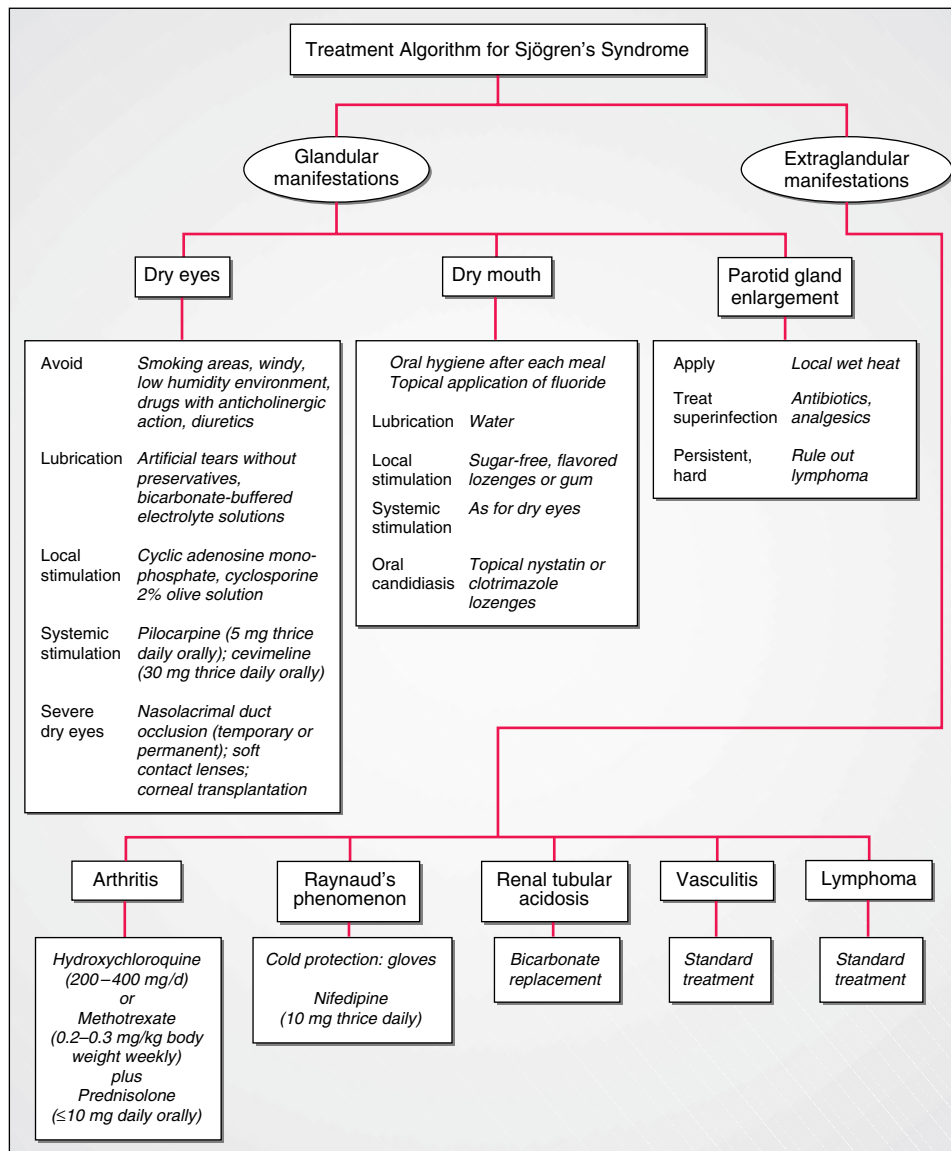 Treatment Algorithm for Sjögren's Syndrome
Glandular
manifestations
Extraglandular
manifestations
Dry eyes
Dry mouth
Parotid gland
enlargement
Avoid Smoking areas, windy,
low humidity environment,
drugs with anticholinergic
action, diuretics
Lubrication Artificial tears without
preservatives,
bicarbonate-buffered
electrolyte solutions
Local Cyclic adenosine mono-
stimulation phosphate, cyclosporine
2% olive solution
Systemic Pilocarpine (5 mg thrice
stimulation daily orally); cevimeline
(30 mg thrice daily orally)
Severe Nasolacrimal duct
dry eyes occlusion (temporary or
permanent); soft
contact lenses;
corneal transplantation
Oral hygiene after each meal
Topical application of fluoride
Lubrication Water
Local Sugar-free, flavored
stimulation lozenges or gum
Systemic As for dry eyes
stimulation
Oral Topical nystatin or
candidiasis clotrimazole
lozenges
Apply Local wet heat
Treat Antibiotics,
superinfection analgesics
Persistent, Rule out
hard lymphoma
Arthritis
Raynaud's
phenomenon
Renal tubular
acidosis
Vasculitis
Lymphoma
Hydroxychloroquine
(200–400 mg/d)
or
Methotrexate
(0.2–0.3 mg/kg body
weight weekly)
plus
Prednisolone
(≤10 mg daily orally)
Cold protection: gloves
Nifedipine
(10 mg thrice daily)
Bicarbonate
replacement
Standard
treatment
Standard
treatment